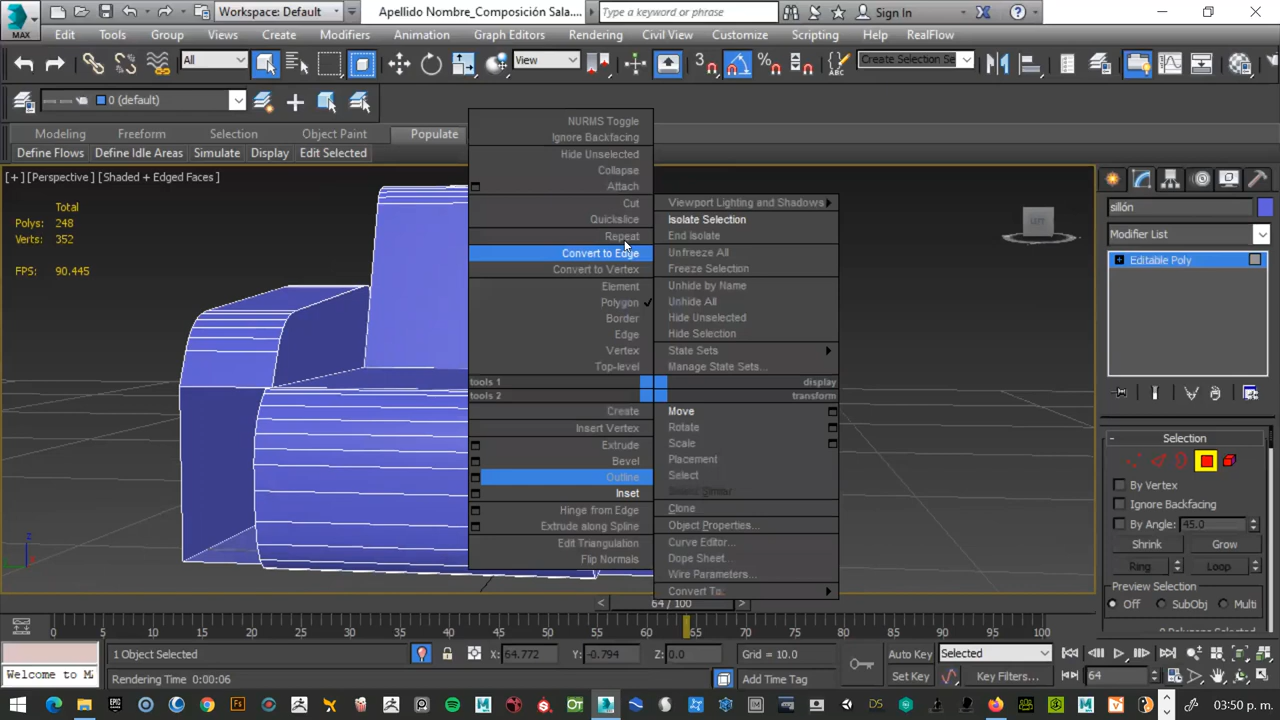 MAX
Workspace: Default
Apellido Nombre_Composición Sala....
Type a keyword or phrase
Sign In
Edit Tools Group Views Create Modifiers Animation Graph Editors Rendering Civil View Customize Scripting Help RealFlow
All
View
Create Selection Se
0 (default)
Modeling Freeform Selection Object Paint Populate
Define Flows Define Idle Areas Simulate Display Edit Selected
[+] [Perspective ] [Shaded + Edged Faces ]
Total
Polys: 248
Verts: 352
FPS: 90.445
NURMS Toggle
Ignore Backfacing
Hide Unselected
Collapse
Attach
Cut
Quickslice
Repeat
Convert to Edge
Convert to Vertex
Element
Polygon
Border
Edge
Vertex
Top-level
tools 1
tools 2
Create
Insert Vertex
Extrude
Bevel
Outline
Inset
Hinge from Edge
Extrude along Spline
Edit Triangulation
Flip Normals
Viewport Lighting and Shadows
Isolate Selection
End Isolate
Unfreeze All
Freeze Selection
Unhide by Name
Unhide All
Hide Unselected
Hide Selection
State Sets
Manage State Sets...
display
transform
Move
Rotate
Scale
Placement
Select
Select Similar
Clone
Object Properties...
Curve Editor...
Dope Sheet...
Wire Parameters...
Convert To:
LEFT
z
sillón
Modifier List
Editable Poly
Selection
By Vertex
Ignore Backfacing
By Angle: 45.0
Shrink Grow
Ring Loop
Preview Selection
Off SubObj Multi
0 Polygons Selected
64 / 100
0 5 10 15 20 25 30 35 40 45 50 55 60 65 70 75 80 85 90 95 100
1 Object Selected
X: 64.772 Y: -0.794 Z: 0.0 Grid = 10.0
Auto Key Selected
Welcome to M
Rendering Time 0:00:06
Add Time Tag
Set Key Key Filters...
64
03:50 p. m.